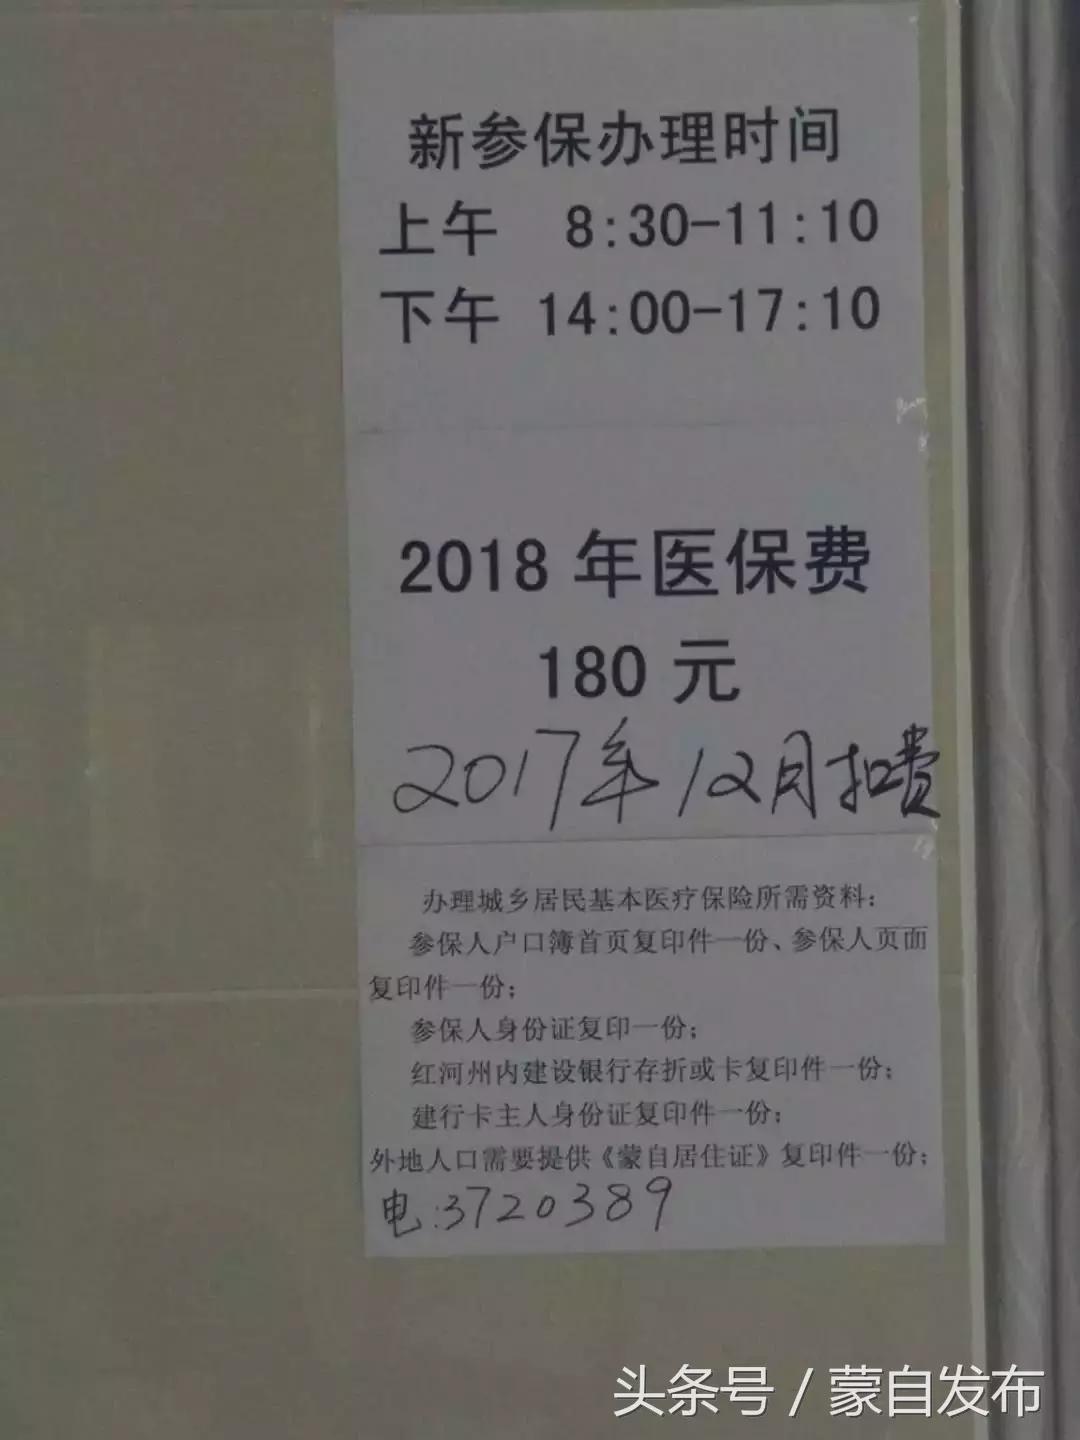 新参保办理时间
上午 8:30-11:10
下午 14:00-17:10
2018 年医保费
180 元
2017年12月扣费
办理城乡居民基本医疗保险所需资料：
参保人户口簿首页复印件一份、参保人页面
复印件一份；
参保人身份证复印一份；
红河州内建设银行存折或卡复印件一份；
建行卡主人身份证复印件一份；
外地人口需要提供《蒙自居住证》复印件一份；
电:3720389
头条号 / 蒙自发布